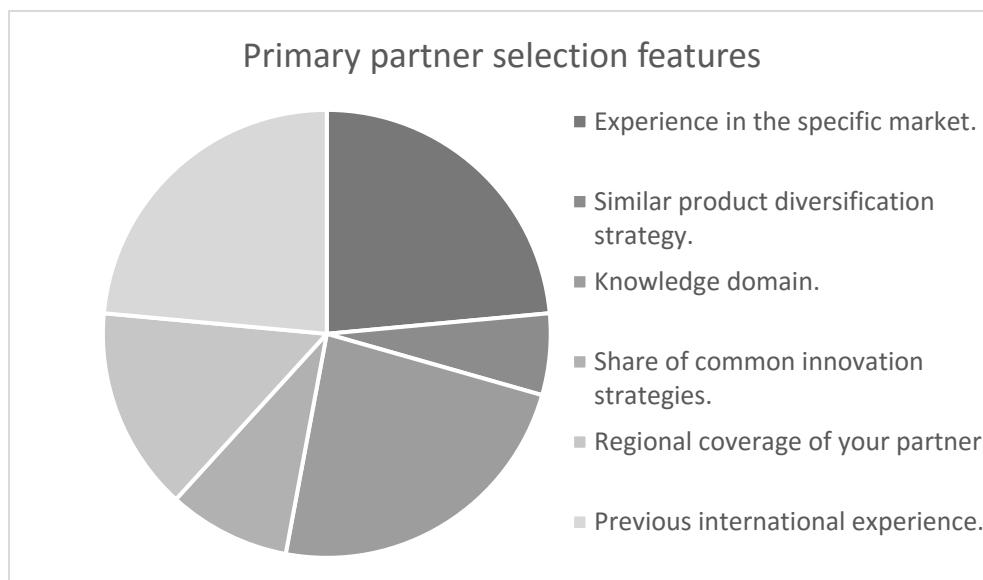 Primary partner selection features
Experience in the specific market.
Similar product diversification
strategy.
Knowledge domain.
Share of common innovation
strategies.
Regional coverage of your partner
Previous international experience.